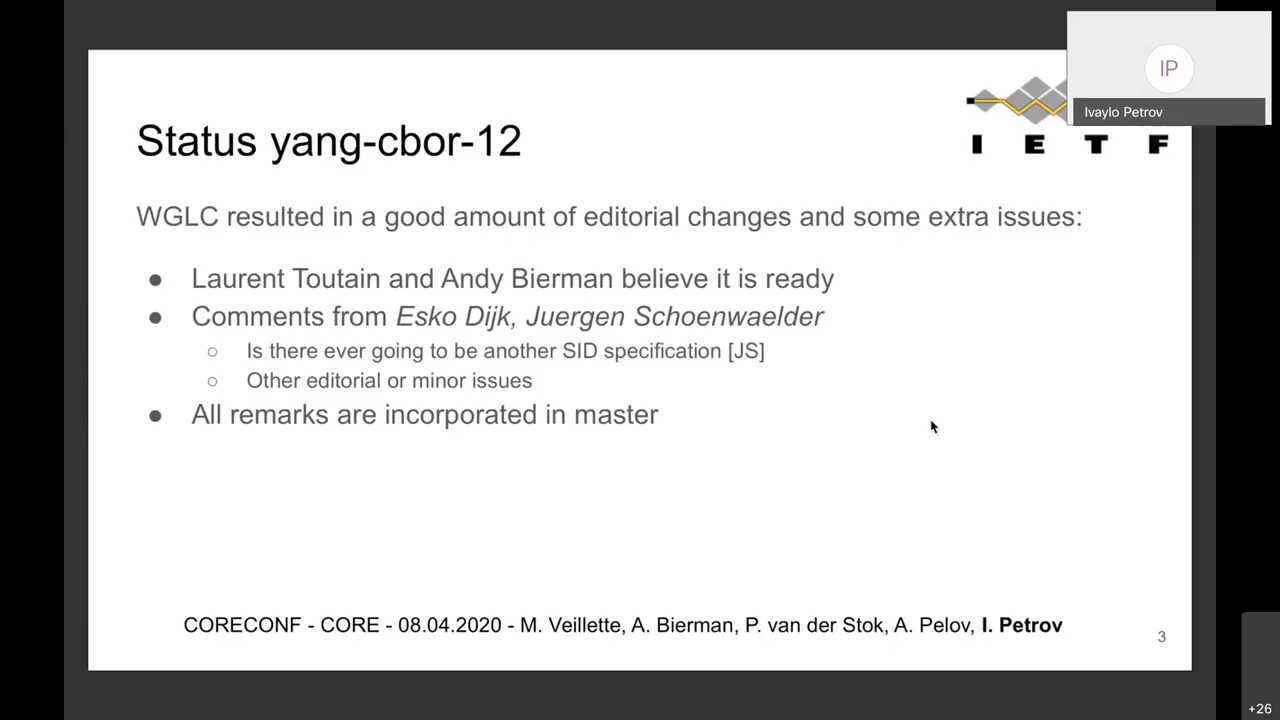 IP
Ivaylo Petrov
I E T F
Status yang-cbor-12
WGLC resulted in a good amount of editorial changes and some extra issues:
● Laurent Toutain and Andy Bierman believe it is ready
● Comments from Esko Dijk, Juergen Schoenwaelder
○ Is there ever going to be another SID specification [JS]
○ Other editorial or minor issues
● All remarks are incorporated in master
CORECONF - CORE - 08.04.2020 - M. Veillette, A. Bierman, P. van der Stok, A. Pelov, I. Petrov
3
+26